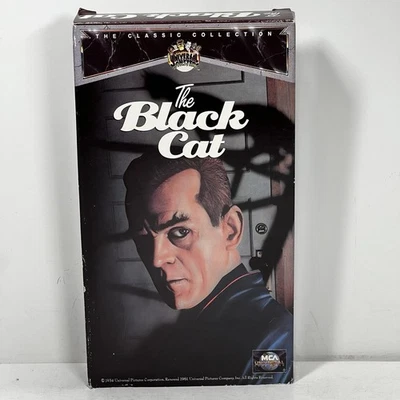 THE CLASSIC COLLECTION
UNIVERSAL
The
Black
Cat
MCA
© 1934 Universal Pictures Corporation, Renewed 1961 Universal Pictures Company, Inc. All Rights Reserved.